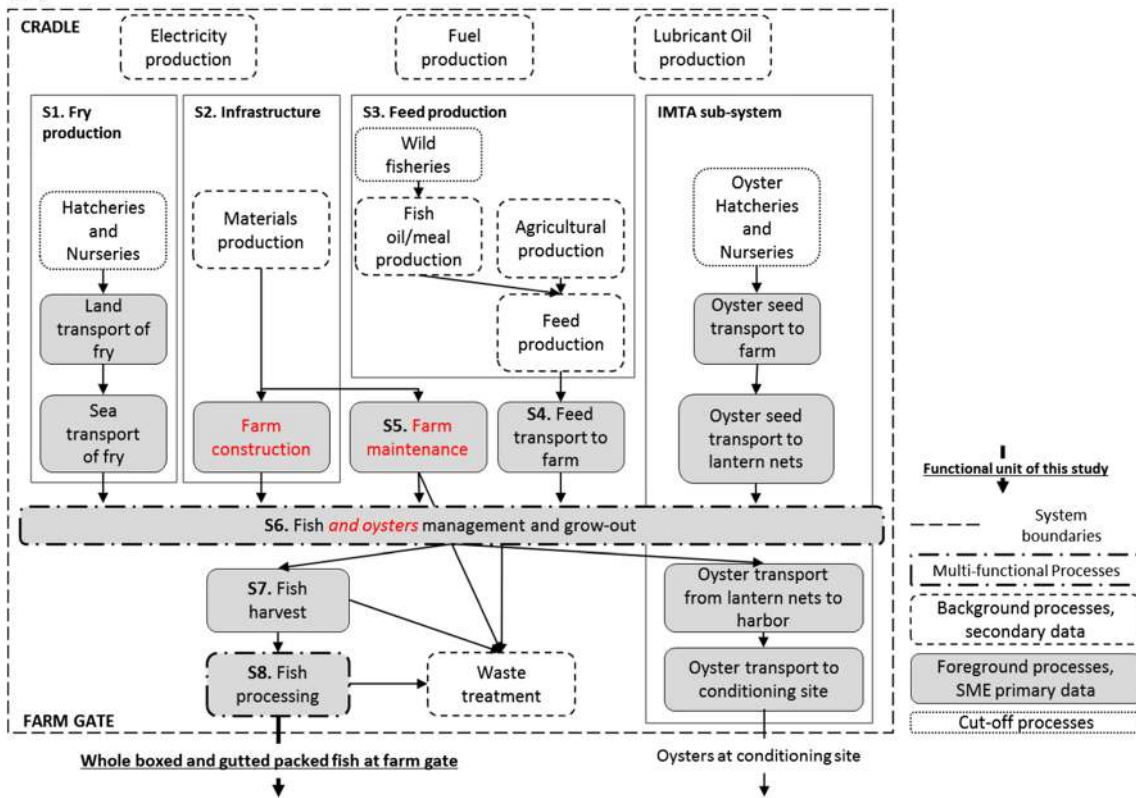 CRADLE
Electricity
production
Fuel
production
Lubricant Oil
production
S1. Fry
production
S2. Infrastructure
S3. Feed production
IMTA sub-system
Wild
fisheries
Hatcheries
and
Nurseries
Materials
production
Fish
oil/meal
production
Agricultural
production
Oyster
Hatcheries
and
Nurseries
Land
transport of
fry
Feed
production
Oyster seed
transport to
farm
Sea
transport
of fry
Farm
construction
S5. Farm
maintenance
S4. Feed
transport to
farm
Oyster seed
transport to
lantern nets
S6. Fish and oysters management and grow-out
S7. Fish
harvest
Oyster transport
from lantern nets to
harbor
S8. Fish
processing
Waste
treatment
Oyster transport to
conditioning site
FARM GATE
Whole boxed and gutted packed fish at farm gate
Oysters at conditioning site
Functional unit of this study
System
boundaries
Multi-functional Processes
Background processes,
secondary data
Foreground processes,
SME primary data
Cut-off processes